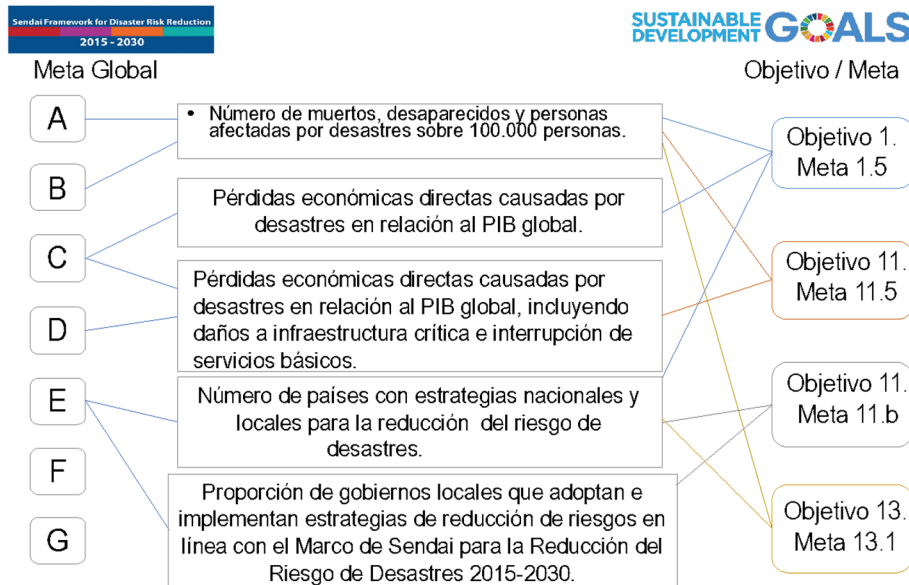 Sendai Framework for Disaster Risk Reduction
2015 - 2030
SUSTAINABLE
DEVELOPMENT
GOALS
Meta Global
Objetivo / Meta
A
B
C
D
E
F
G
• Número de muertos, desaparecidos y personas
afectadas por desastres sobre 100.000 personas.
Pérdidas económicas directas causadas por
desastres en relación al PIB global.
Pérdidas económicas directas causadas por
desastres en relación al PIB global, incluyendo
daños a infraestructura crítica e interrupción de
servicios básicos.
Número de países con estrategias nacionales y
locales para la reducción del riesgo de
desastres.
Proporción de gobiernos locales que adoptan e
implementan estrategias de reducción de riesgos en
línea con el Marco de Sendai para la Reducción del
Riesgo de Desastres 2015-2030.
Objetivo 1.
Meta 1.5
Objetivo 11.
Meta 11.5
Objetivo 11.
Meta 11.b
Objetivo 13.
Meta 13.1